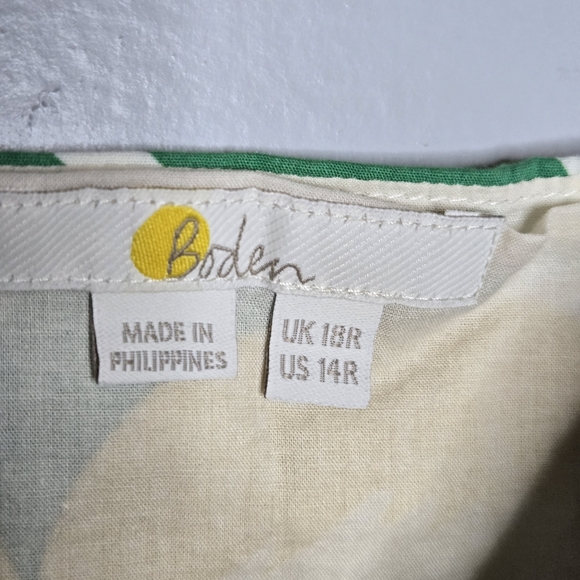 Boden
MADE IN
PHILIPPINES
UK 18R
US 14R